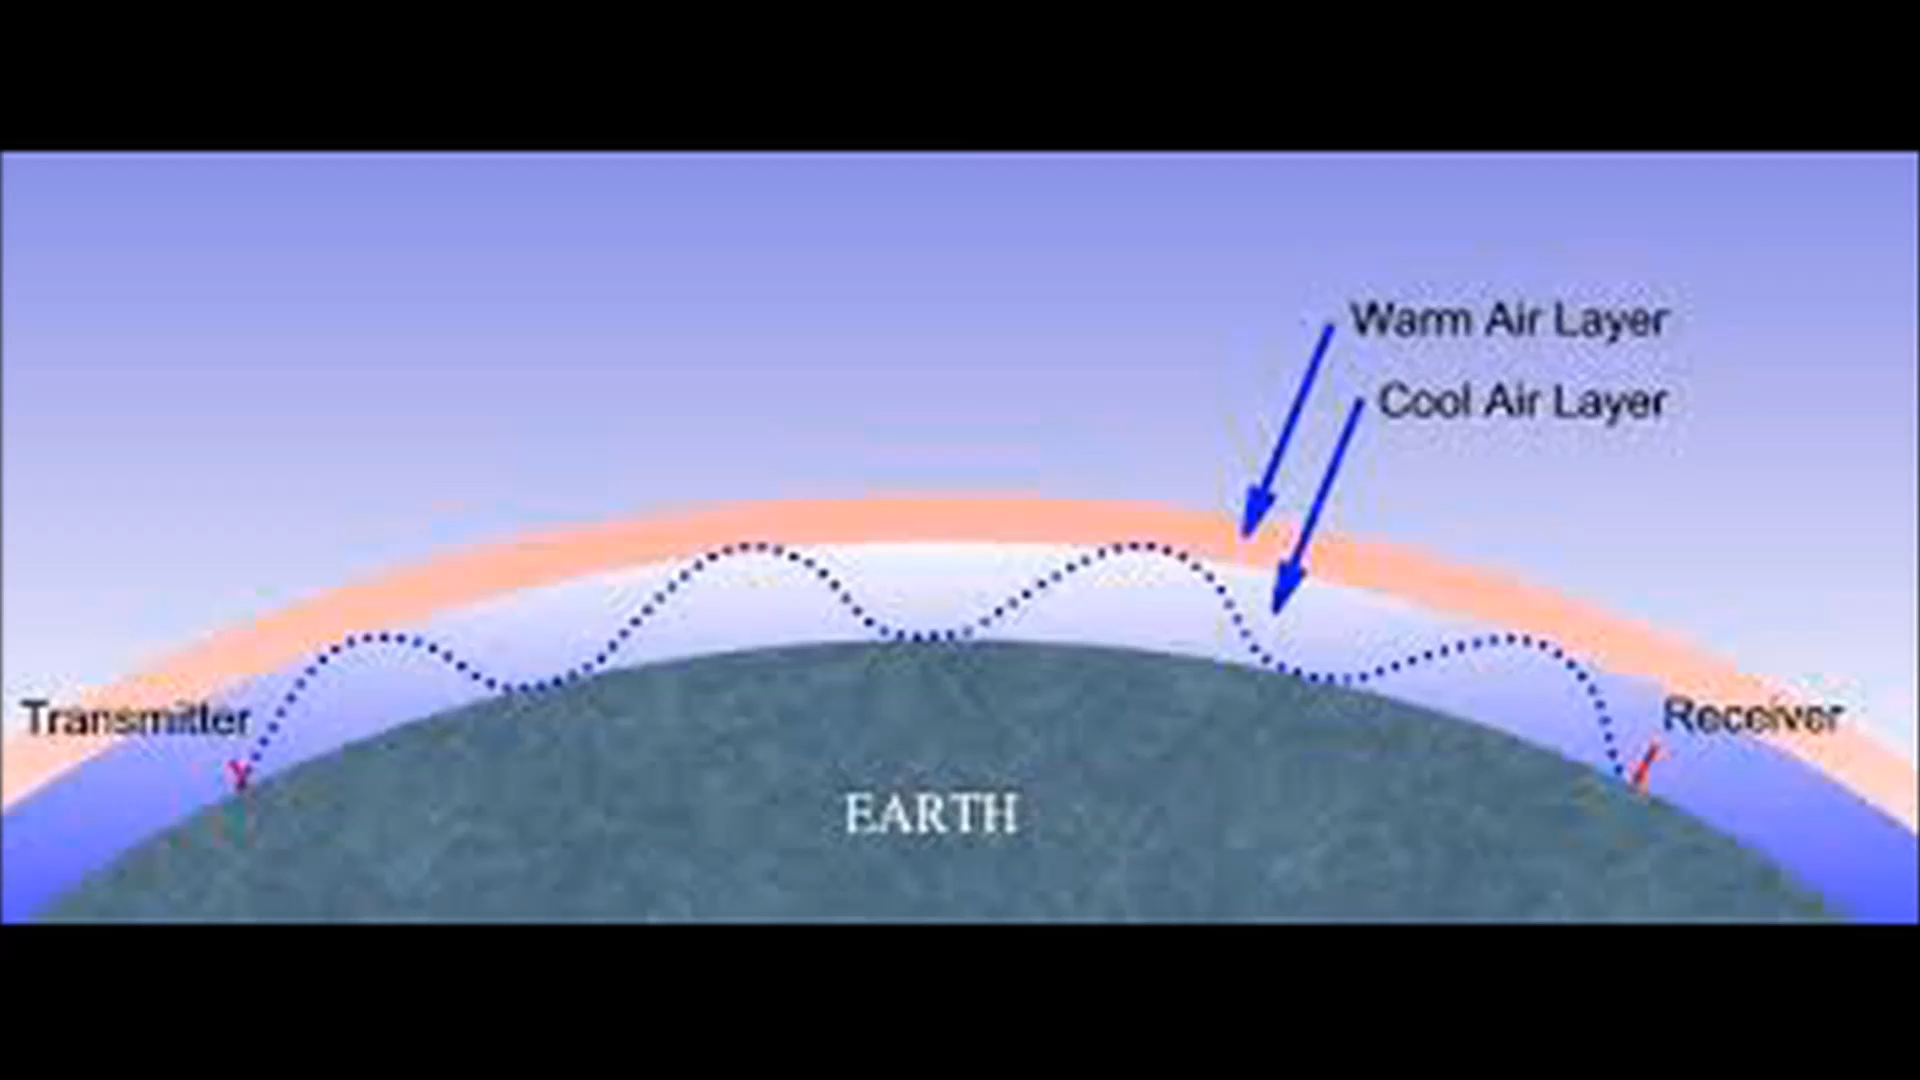 Warm Air Layer
Cool Air Layer
Transmitter
Receiver
EARTH